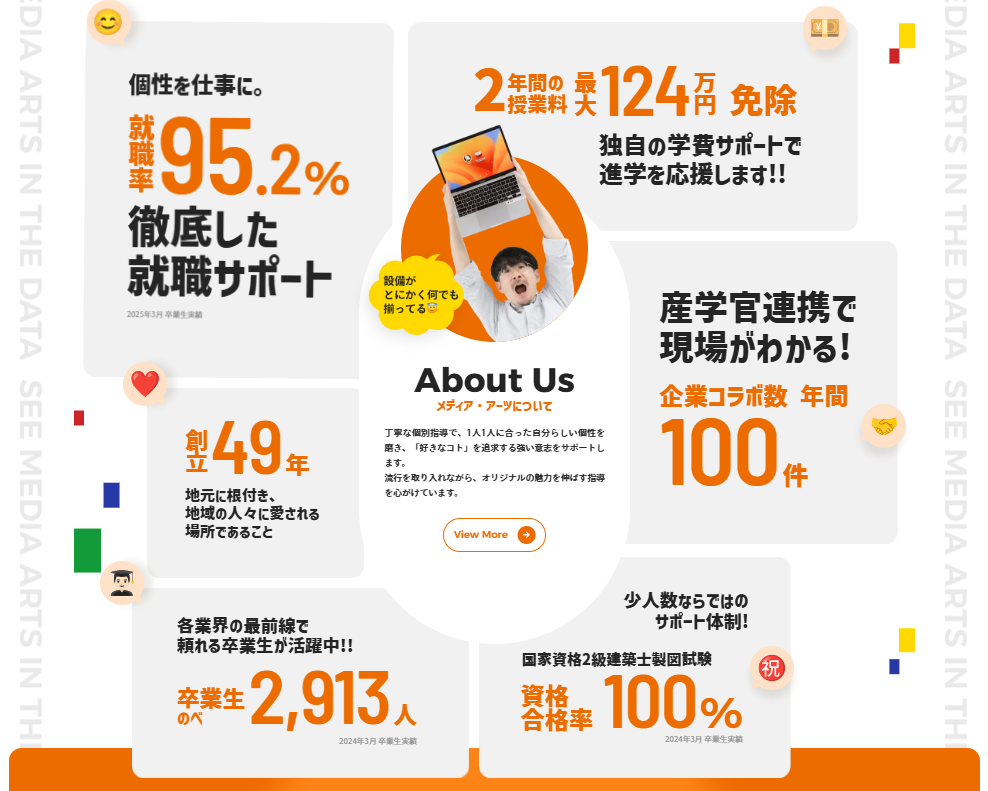 個性を仕事に。
就職率95.2%
徹底した
就職サポート
2025年3月 卒業生実績
2年間の授業料 最大124万円 免除
独自の学費サポートで
進学を応援します!!
設備が
とにかく何でも
揃ってる
About Us
メディア・アーツについて
丁寧な個別指導で、1人1人に合った自分らしい個性を
磨き、「好きなコト」を追求する強い意志をサポートし
ます。
流行を取り入れながら、オリジナルの魅力を伸ばす指導
を心がけています。
View More
産学官連携で
現場がわかる!
企業コラボ数 年間
100件
創立49年
地元に根付き、
地域の人々に愛される
場所であること
各業界の最前線で
頼れる卒業生が活躍中!!
卒業生のべ2,913人
2024年3月 卒業生実績
少人数ならではの
サポート体制!
国家資格2級建築士製図試験
資格合格率100%
2024年3月 卒業生実績
祝
EDIA ARTS IN THE DATA SEE MEDIA ARTS IN TH
EDIA ARTS IN THE DATA SEE MEDIA ARTS IN TH